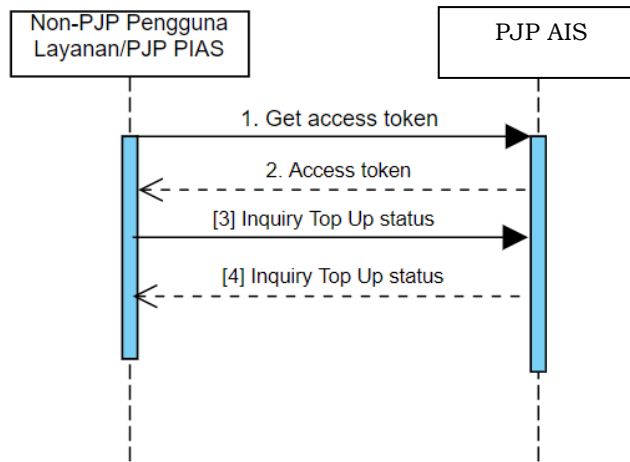 Non-PJP Pengguna
Layanan/PJP PIAS
PJP AIS
1. Get access token
2. Access token
[3] Inquiry Top Up status
[4] Inquiry Top Up status